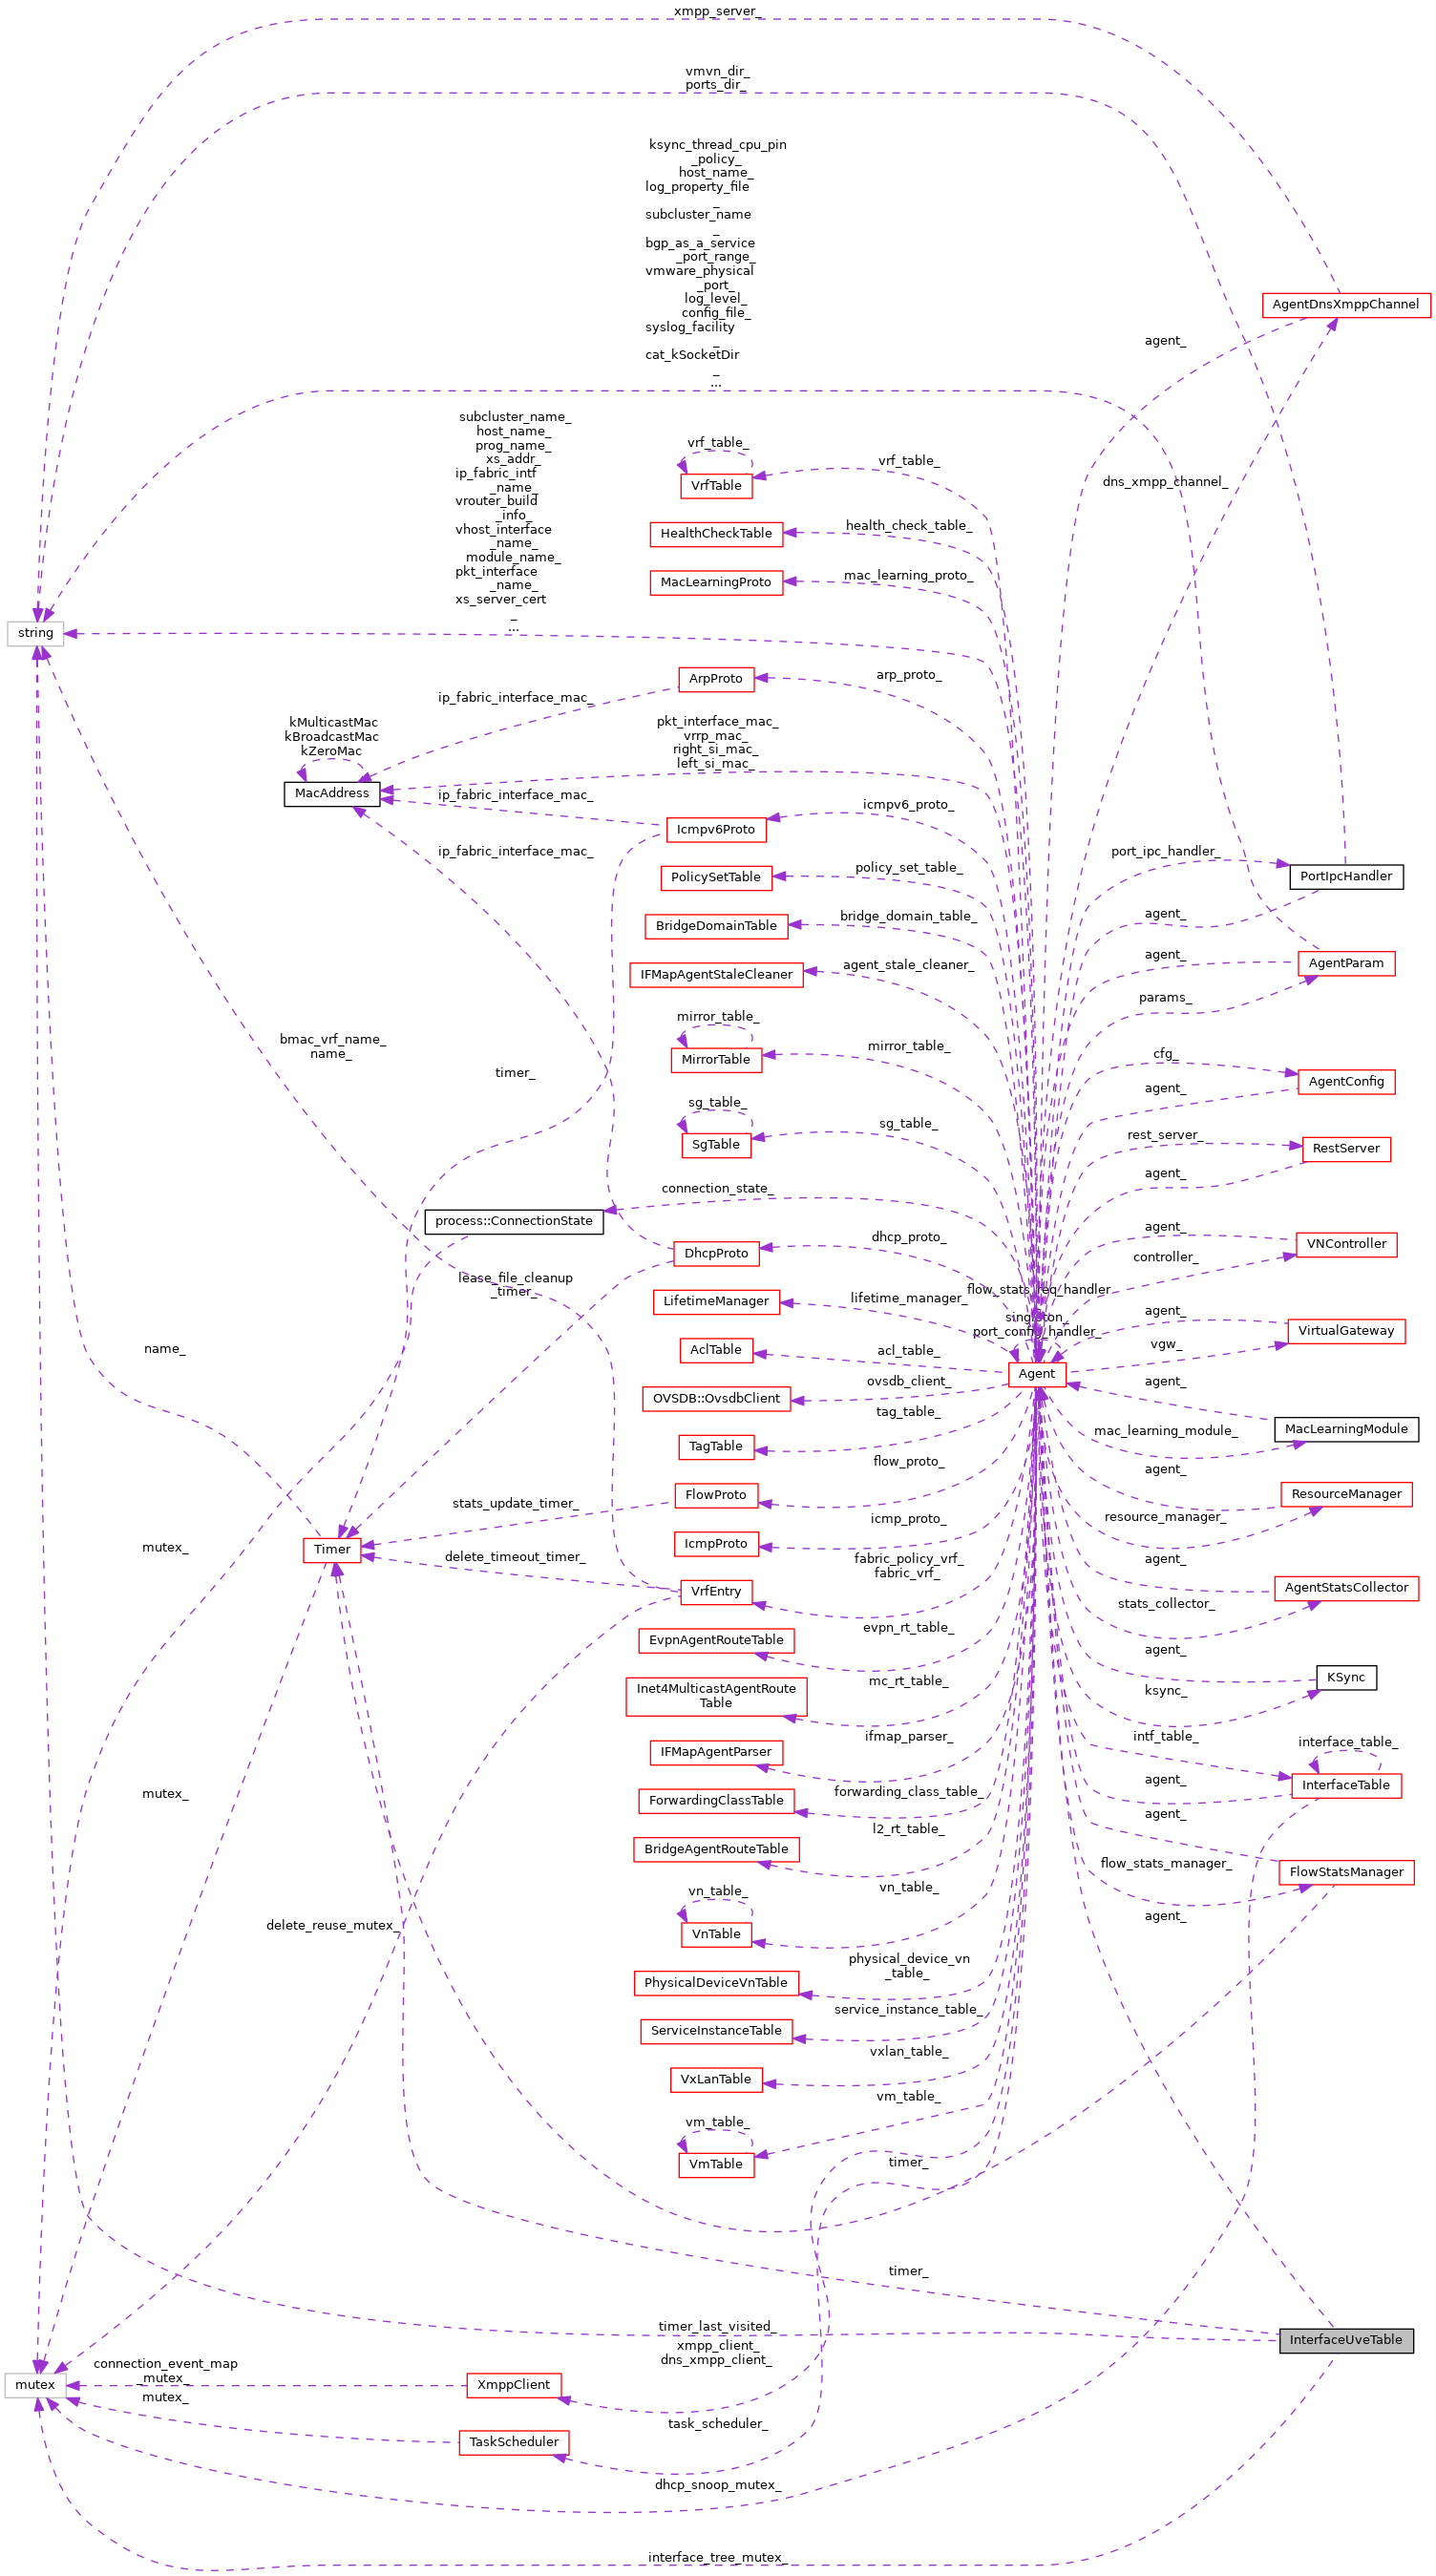 xmpp_server_
vmvn_dir_
ports_dir_
ksync_thread_cpu_pin
_policy_
host_name_
log_property_file
_
subcluster_name
_
bgp_as_a_service
_port_range_
vmware_physical
_port_
log_level_
config_file_
syslog_facility
_
cat_kSocketDir
_
...
AgentDnsXmppChannel
agent_
dns_xmpp_channel_
subcluster_name_
host_name_
prog_name_
xs_addr_
ip_fabric_intf
_name_
vrouter_build
_info_
vhost_interface
_name_
module_name_
pkt_interface
_name_
xs_server_cert
_
...
vrf_table_
VrfTable
vrf_table_
HealthCheckTable
health_check_table_
MacLearningProto
mac_learning_proto_
string
ArpProto
arp_proto_
ip_fabric_interface_mac_
kMulticastMac
kBroadcastMac
kZeroMac
MacAddress
pkt_interface_mac_
vrrp_mac_
right_si_mac_
left_si_mac_
ip_fabric_interface_mac_
Icmpv6Proto
icmpv6_proto_
ip_fabric_interface_mac_
port_ipc_handler_
PortIpcHandler
PolicySetTable
policy_set_table_
BridgeDomainTable
bridge_domain_table_
agent_
IFMapAgentStaleCleaner
agent_stale_cleaner_
agent_
AgentParam
params_
mirror_table_
MirrorTable
mirror_table_
bmac_vrf_name_
name_
timer_
cfg_
AgentConfig
agent_
sg_table_
SgTable
sg_table_
rest_server_
RestServer
agent_
connection_state_
process::ConnectionState
dhcp_proto_
DhcpProto
agent_
VNController
controller_
lease_file_cleanup
_timer_
LifetimeManager
lifetime_manager_
flow_stats_req_handler
_
singleton_
port_config_handler_
Agent
agent_
VirtualGateway
vgw_
name_
AclTable
acl_table_
OVSDB::OvsdbClient
ovsdb_client_
agent_
MacLearningModule
mac_learning_module_
TagTable
tag_table_
FlowProto
flow_proto_
stats_update_timer_
agent_
ResourceManager
resource_manager_
mutex_
Timer
IcmpProto
icmp_proto_
delete_timeout_timer_
VrfEntry
fabric_policy_vrf_
fabric_vrf_
agent_
AgentStatsCollector
stats_collector_
EvpnAgentRouteTable
evpn_rt_table_
agent_
KSync
ksync_
Inet4MulticastAgentRoute
Table
mc_rt_table_
IFMapAgentParser
ifmap_parser_
intf_table_
interface_table_
InterfaceTable
agent_
mutex_
ForwardingClassTable
forwarding_class_table_
agent_
BridgeAgentRouteTable
l2_rt_table_
flow_stats_manager_
FlowStatsManager
agent_
delete_reuse_mutex_
vn_table_
VnTable
vn_table_
PhysicalDeviceVnTable
physical_device_vn
_table_
ServiceInstanceTable
service_instance_table_
VxLanTable
vxlan_table_
vm_table_
VmTable
vm_table_
timer_
timer_
timer_last_visited_
InterfaceUveTable
xmpp_client_
dns_xmpp_client_
connection_event_map
_mutex_
mutex
XmppClient
mutex_
TaskScheduler
task_scheduler_
dhcp_snoop_mutex_
interface_tree_mutex_